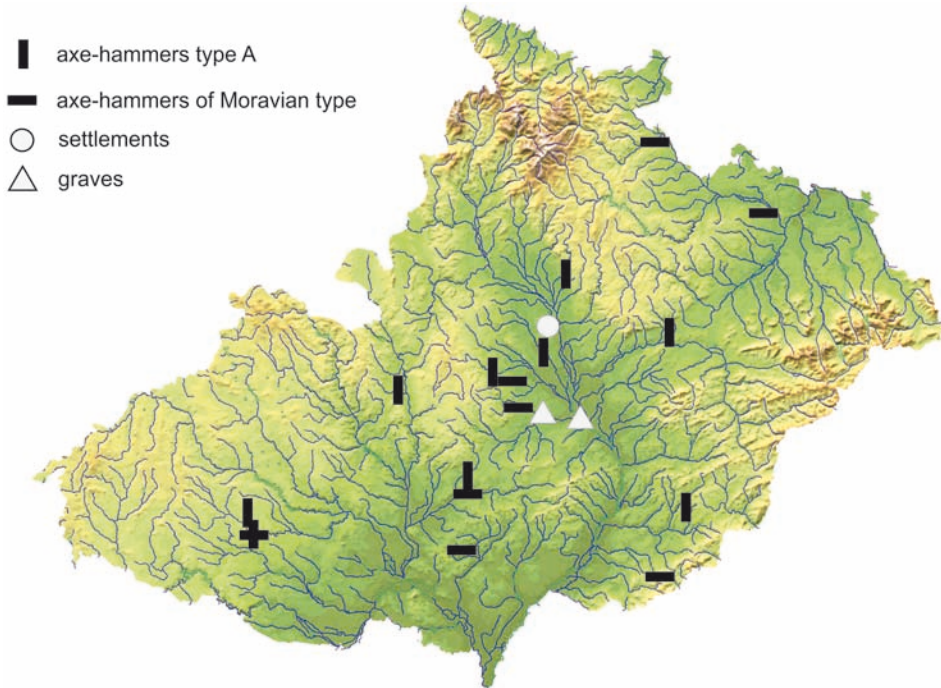 axe-hammers type A
axe-hammers of Moravian type
settlements
graves